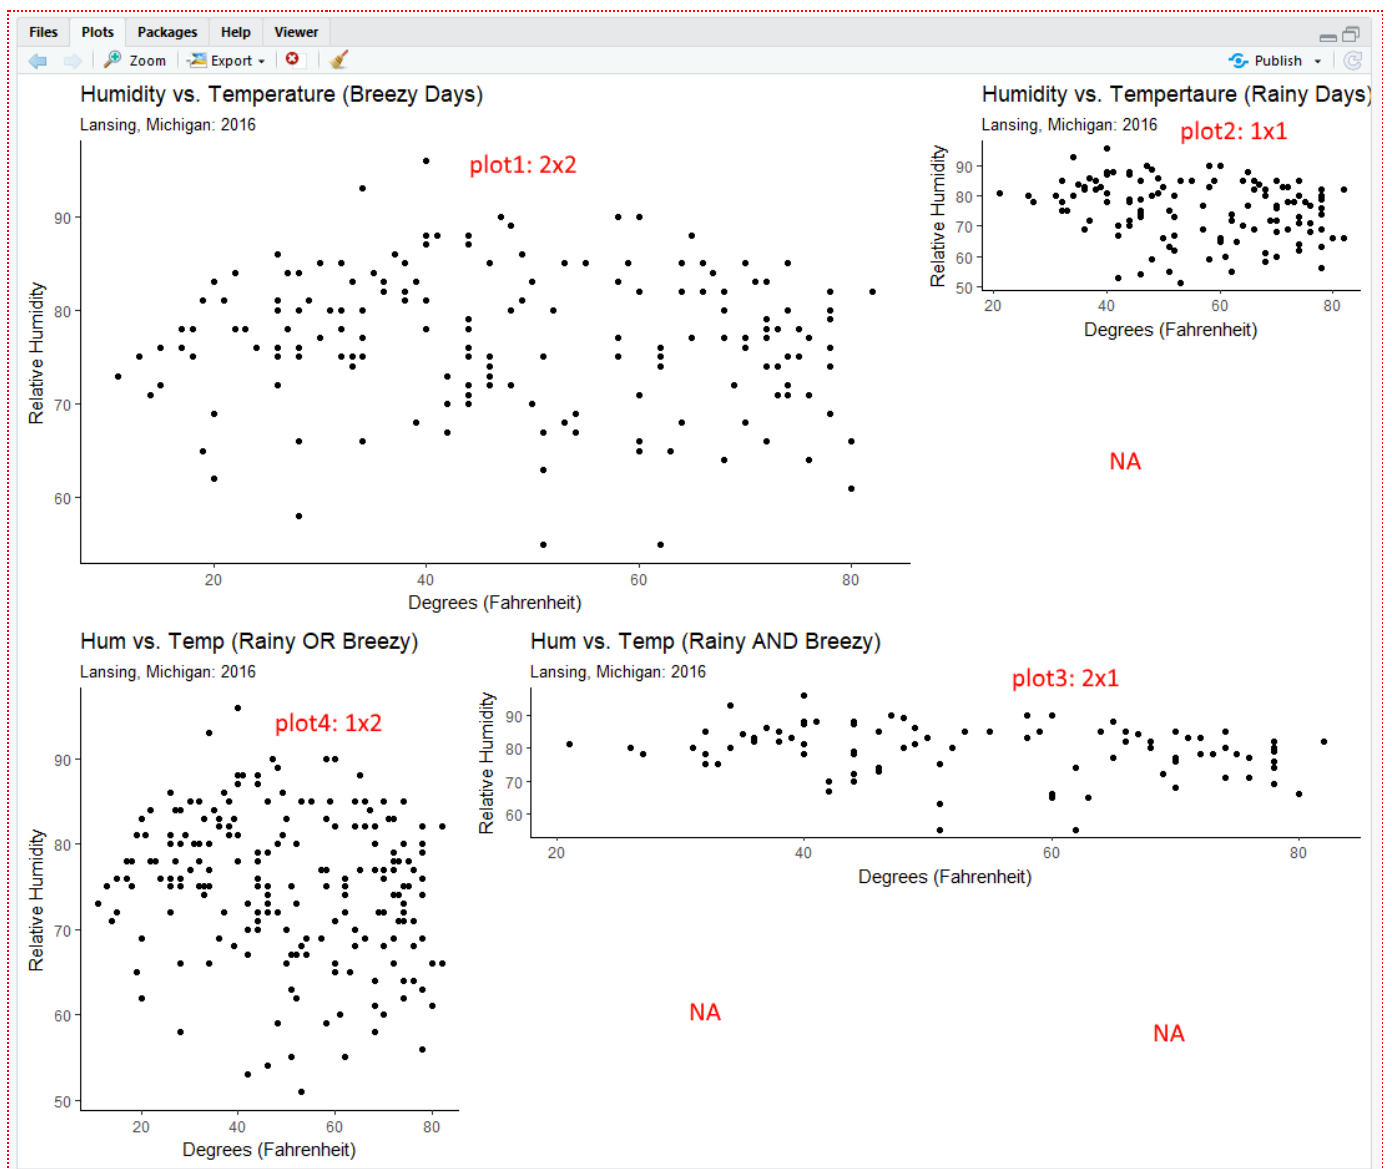 Files Plots Packages Help Viewer
Zoom Export Publish
Humidity vs. Temperature (Breezy Days)
Lansing, Michigan: 2016
plot1: 2x2
90
80
70
60
Relative Humidity
20 40 60 80
Degrees (Fahrenheit)
Humidity vs. Tempertaure (Rainy Days)
Lansing, Michigan: 2016
plot2: 1x1
90
80
70
60
50
Relative Humidity
20 40 60 80
Degrees (Fahrenheit)
NA
Hum vs. Temp (Rainy OR Breezy)
Lansing, Michigan: 2016
plot4: 1x2
90
80
70
60
50
Relative Humidity
20 40 60 80
Degrees (Fahrenheit)
Hum vs. Temp (Rainy AND Breezy)
Lansing, Michigan: 2016
plot3: 2x1
90
80
70
60
Relative Humidity
20 40 60 80
Degrees (Fahrenheit)
NA
NA